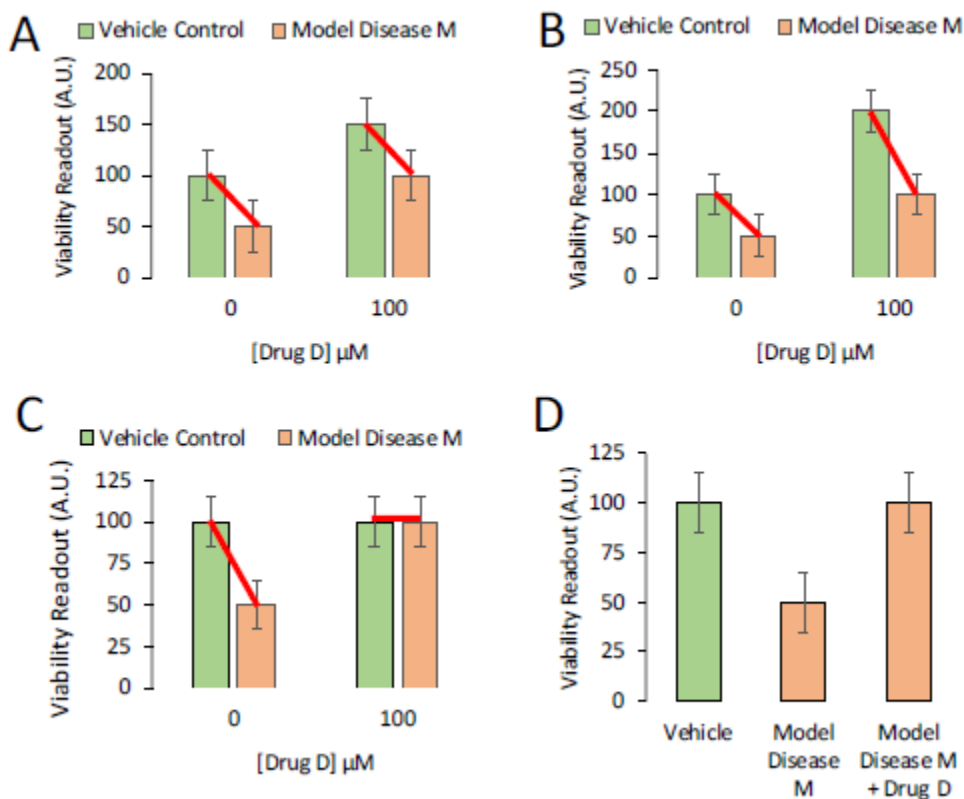 A
Vehicle Control Model Disease M
Viability Readout (A.U.)
200
150
100
50
0
0 100
[Drug D] µM
B
Vehicle Control Model Disease M
Viability Readout (A.U.)
250
200
150
100
50
0
0 100
[Drug D] µM
C
Vehicle Control Model Disease M
Viability Readout (A.U.)
125
100
75
50
25
0
0 100
[Drug D] µM
D
Viability Readout (A.U.)
125
100
75
50
25
0
Vehicle
Model
Disease
M
Model
Disease M
+ Drug D